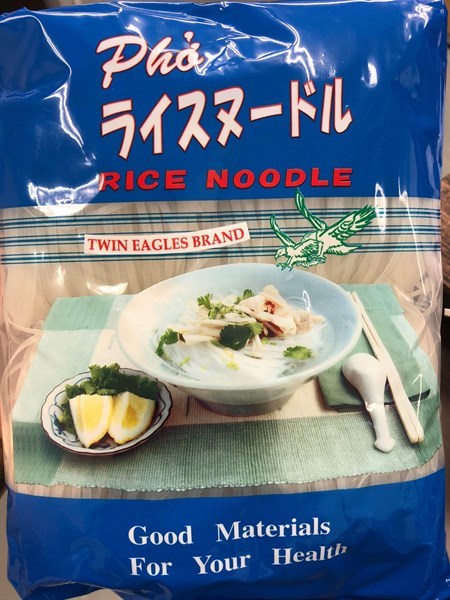 Phở
ライスヌードル
RICE NOODLE
TWIN EAGLES BRAND
Good Materials
For Your Health